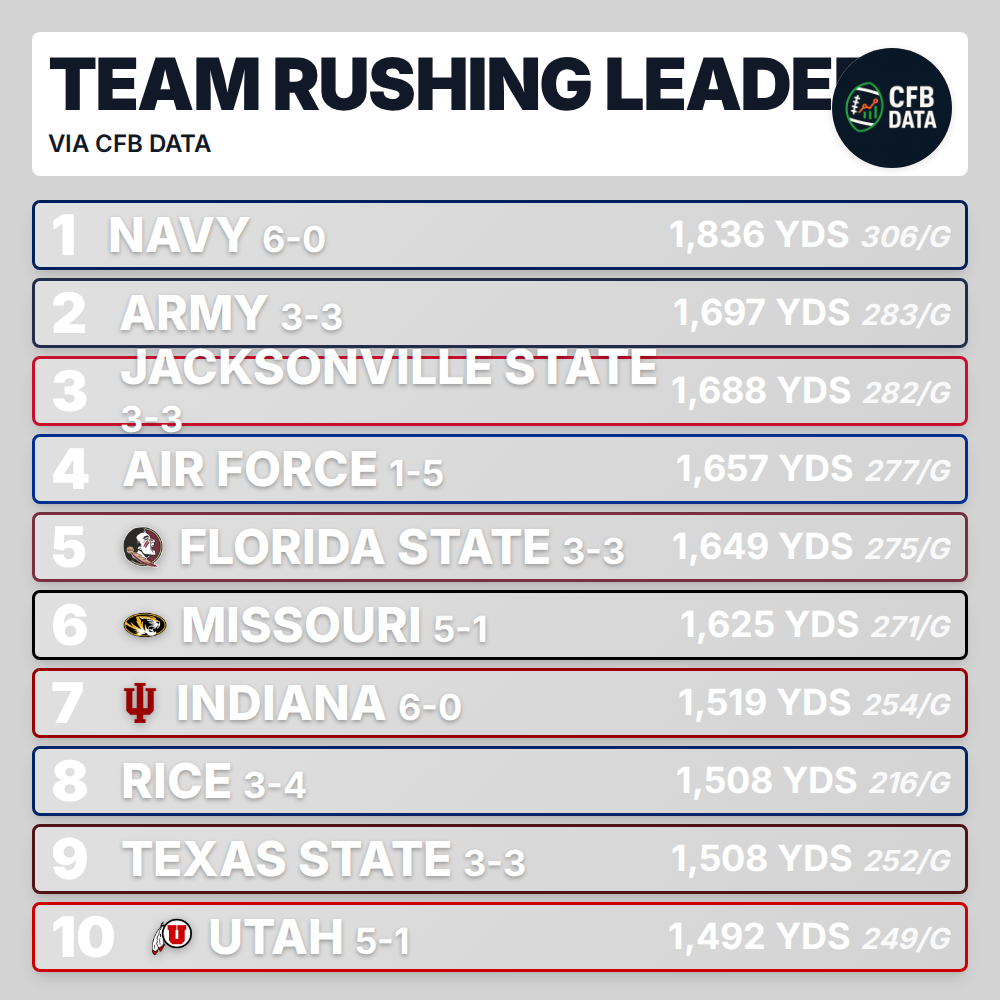 TEAM RUSHING LEADE
VIA CFB DATA
CFB
DATA
1 NAVY 6-0 1,836 YDS 306/G
2 ARMY 3-3 1,697 YDS 283/G
3 JACKSONVILLE STATE 1,688 YDS 282/G
3-3
4 AIR FORCE 1-5 1,657 YDS 277/G
5 FLORIDA STATE 3-3 1,649 YDS 275/G
6 MISSOURI 5-1 1,625 YDS 271/G
7 INDIANA 6-0 1,519 YDS 254/G
8 RICE 3-4 1,508 YDS 216/G
9 TEXAS STATE 3-3 1,508 YDS 252/G
10 U UTAH 5-1 1,492 YDS 249/G